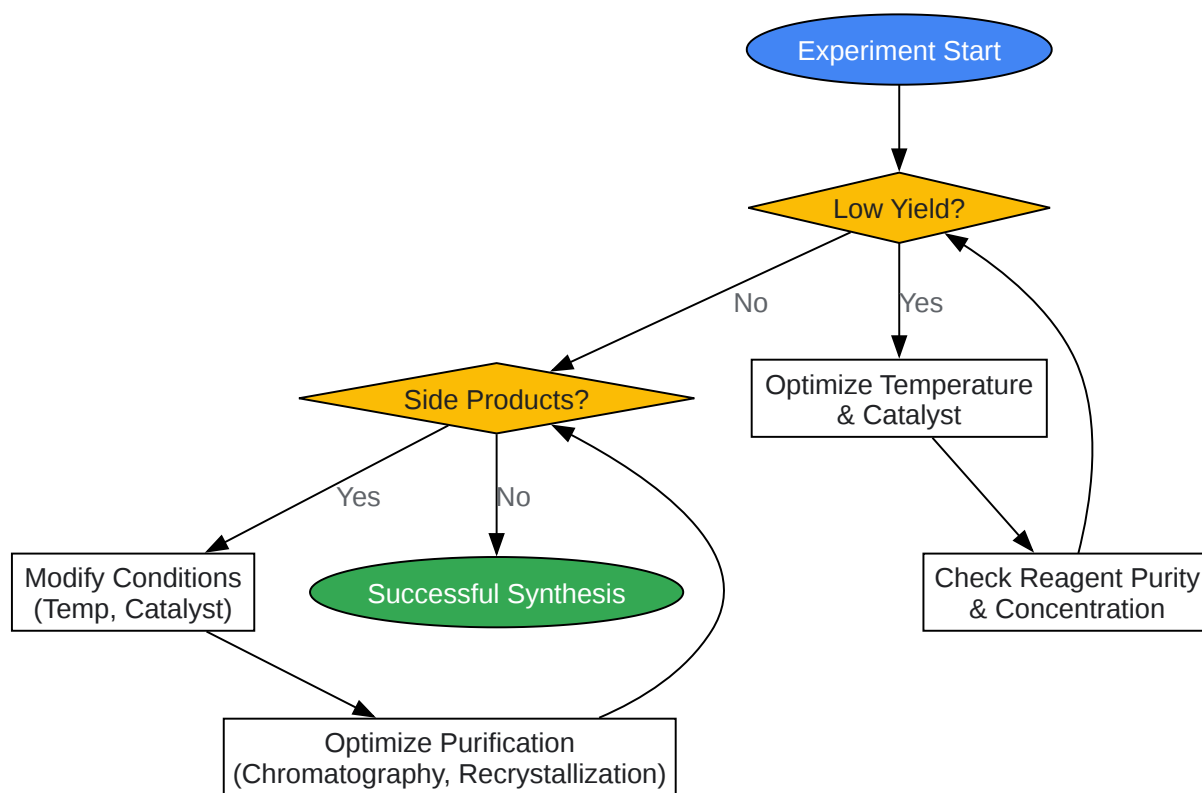 Experiment Start
Low Yield?
No
Yes
Optimize Temperature
& Catalyst
Side Products?
Yes
No
Modify Conditions
(Temp, Catalyst)
Successful Synthesis
Check Reagent Purity
& Concentration
Optimize Purification
(Chromatography, Recrystallization)